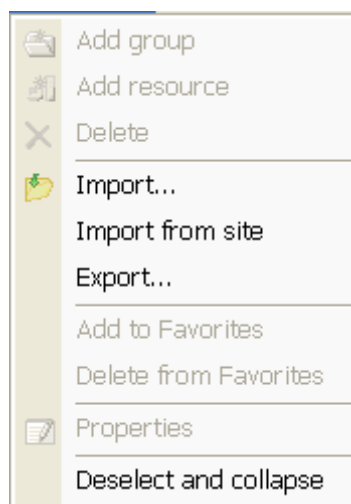 Add group
Add resource
Delete
Import...
Import from site
Export...
Add to Favorites
Delete from Favorites
Properties
Deselect and collapse